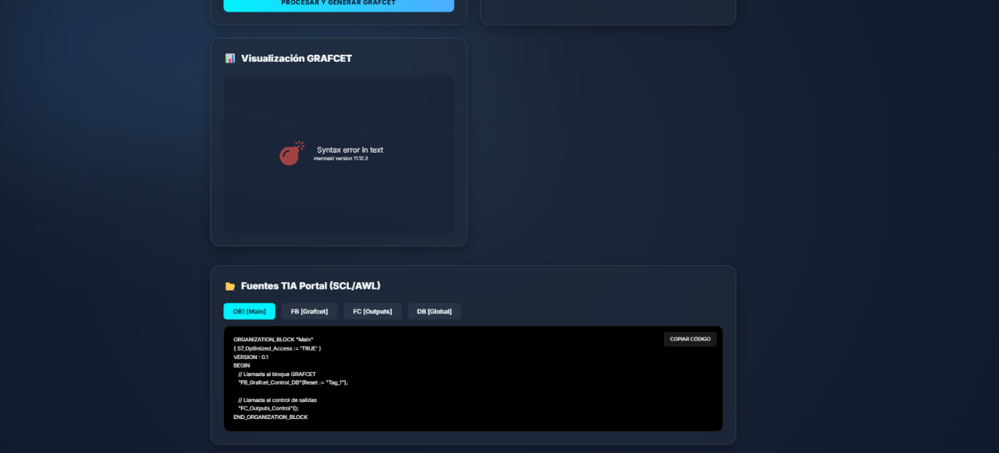 PROCESAR Y GENERAR GRAFCET
Visualización GRAFCET
Syntax error in text
mermaid version 11.12.3
Fuentes TIA Portal (SCL/AWL)
OB1 [Main]
FB [Grafcet]
FC [Outputs]
DB [Global]
COPIAR CÓDIGO
ORGANIZATION_BLOCK "Main"
{ S7_Optimized_Access := 'TRUE' }
VERSION : 0.1
BEGIN
// Llamada al bloque GRAFCET
"FB_Grafcet_Control_DB"(Reset := "Tag_1");
// Llamada al control de salidas
"FC_Outputs_Control"();
END_ORGANIZATION_BLOCK